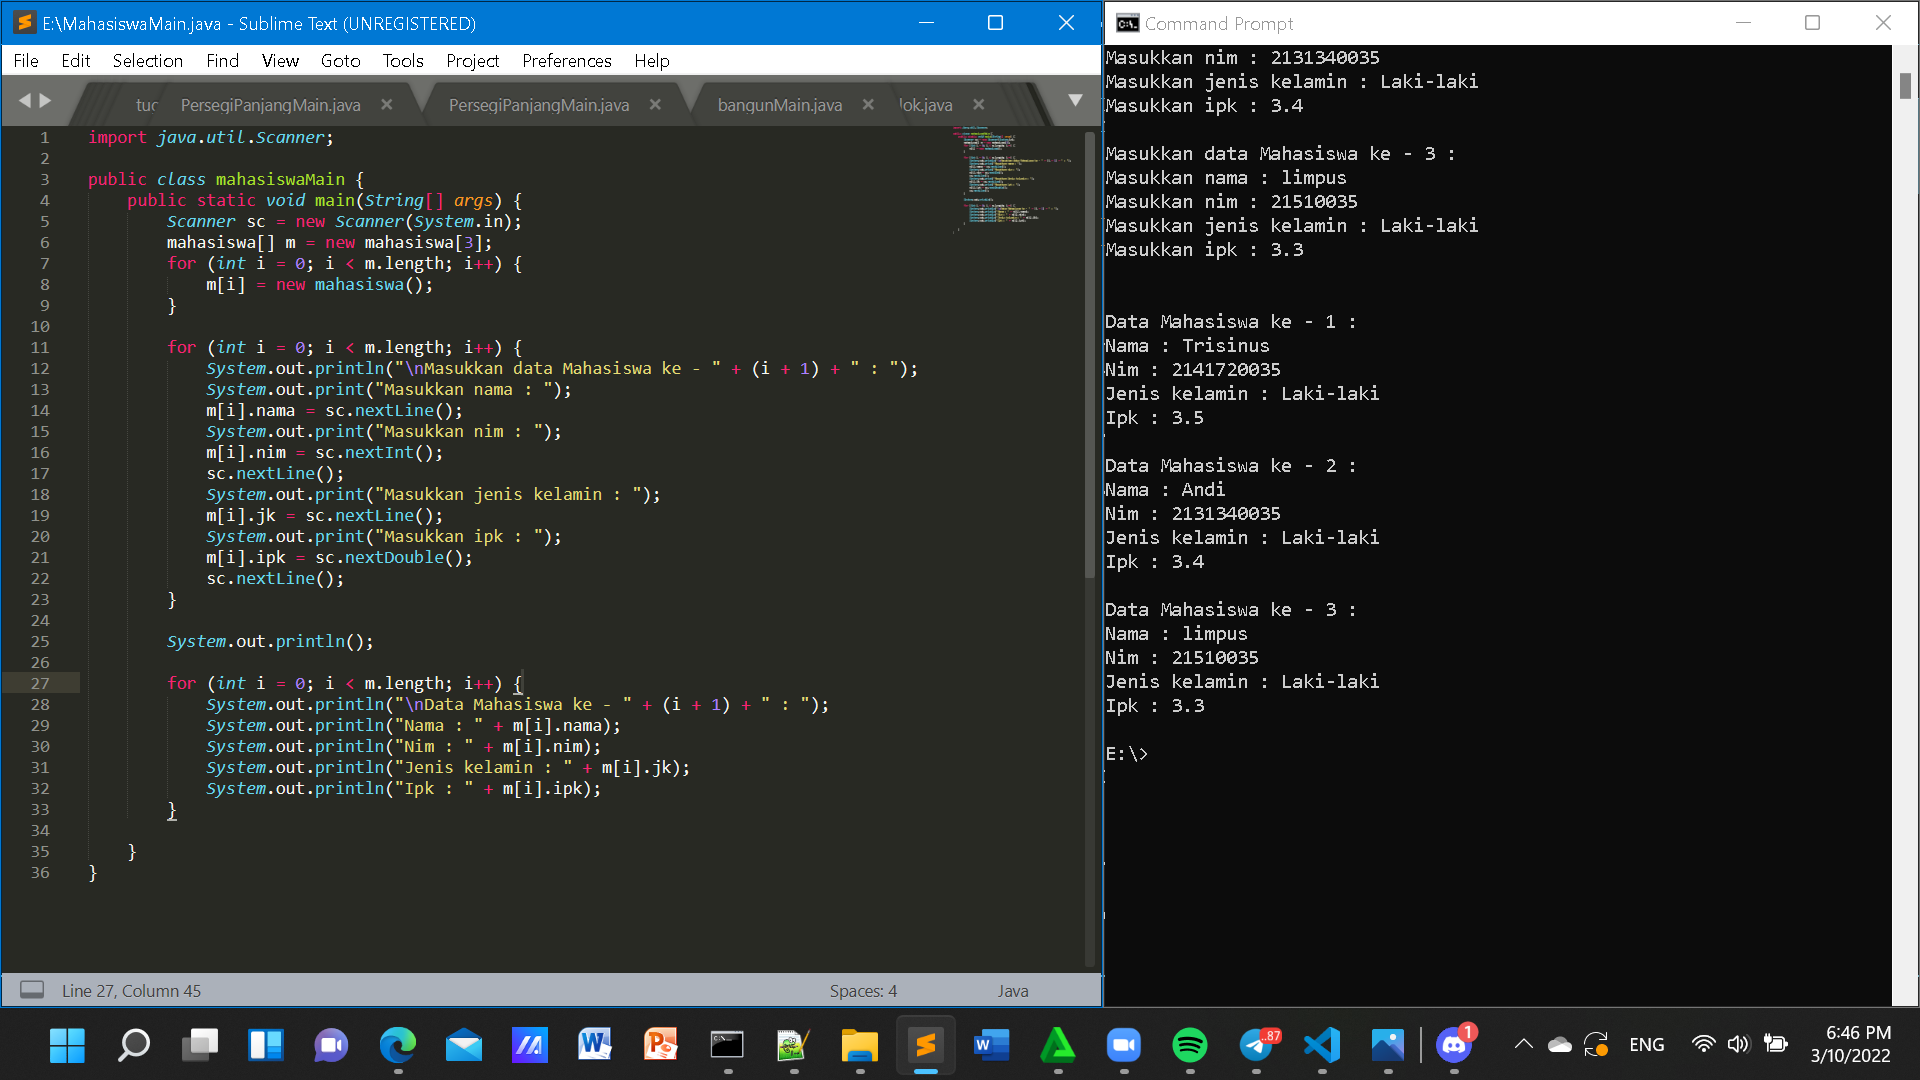 E:\MahasiswaMain.java - Sublime Text (UNREGISTERED)
File Edit Selection Find View Goto Tools Project Preferences Help
PersegiPanjangMain.java PersegiPanjangMain.java bangunMain.java lok.java
1 import java.util.Scanner;
2
3 public class mahasiswaMain {
4 public static void main(String[] args) {
5 Scanner sc = new Scanner(System.in);
6 mahasiswa[] m = new mahasiswa[3];
7 for (int i = 0; i < m.length; i++) {
8 m[i] = new mahasiswa();
9 }
10
11 for (int i = 0; i < m.length; i++) {
12 System.out.println("\nMasukkan data Mahasiswa ke - " + (i + 1) + " : ");
13 System.out.print("Masukkan nama : ");
14 m[i].nama = sc.nextLine();
15 System.out.print("Masukkan nim : ");
16 m[i].nim = sc.nextInt();
17 sc.nextLine();
18 System.out.print("Masukkan jenis kelamin : ");
19 m[i].jk = sc.nextLine();
20 System.out.print("Masukkan ipk : ");
21 m[i].ipk = sc.nextDouble();
22 sc.nextLine();
23 }
24
25 System.out.println();
26
27 for (int i = 0; i < m.length; i++) {
28 System.out.println("\nData Mahasiswa ke - " + (i + 1) + " : ");
29 System.out.println("Nama : " + m[i].nama);
30 System.out.println("Nim : " + m[i].nim);
31 System.out.println("Jenis kelamin : " + m[i].jk);
32 System.out.println("Ipk : " + m[i].ipk);
33 }
34
35 }
36 }
Line 27, Column 45 Spaces: 4 Java
Command Prompt
Masukkan nim : 2131340035
Masukkan jenis kelamin : Laki-laki
Masukkan ipk : 3.4
Masukkan data Mahasiswa ke - 3 :
Masukkan nama : limpus
Masukkan nim : 21510035
Masukkan jenis kelamin : Laki-laki
Masukkan ipk : 3.3
Data Mahasiswa ke - 1 :
Nama : Trisinus
Nim : 2141720035
Jenis kelamin : Laki-laki
Ipk : 3.5
Data Mahasiswa ke - 2 :
Nama : Andi
Nim : 2131340035
Jenis kelamin : Laki-laki
Ipk : 3.4
Data Mahasiswa ke - 3 :
Nama : limpus
Nim : 21510035
Jenis kelamin : Laki-laki
Ipk : 3.3
E:\>
87
1
ENG
6:46 PM
3/10/2022